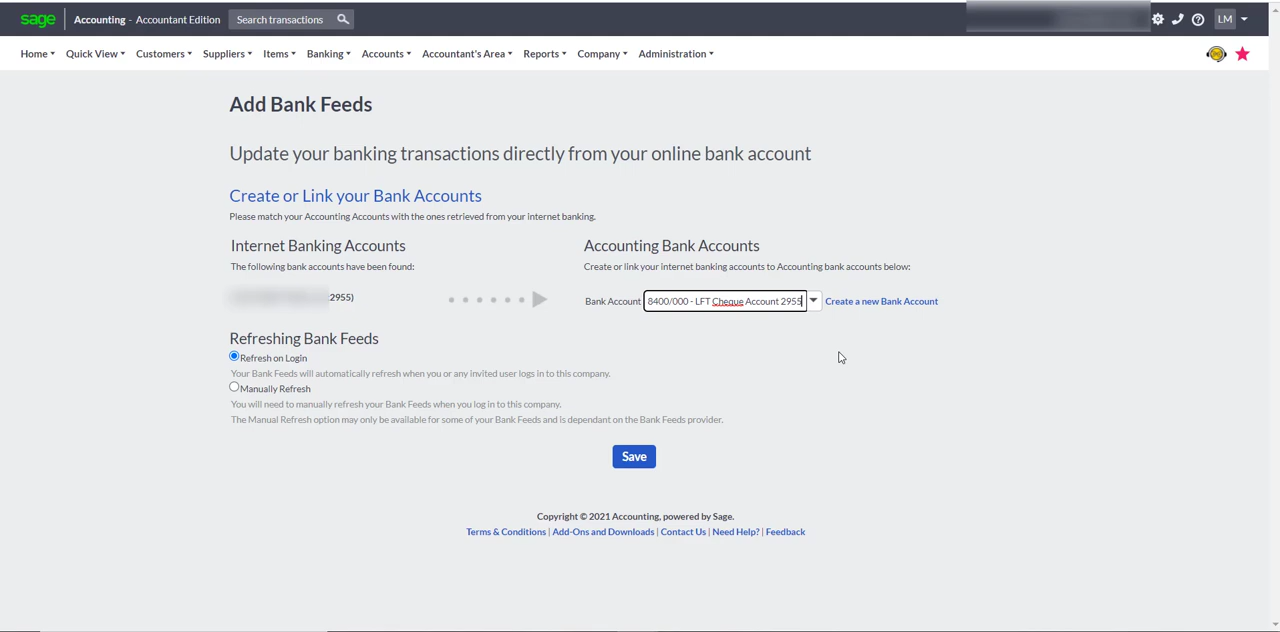 sage Accounting - Accountant Edition Search transactions LM
Home Quick View Customers Suppliers Items Banking Accounts Accountant's Area Reports Company Administration
Add Bank Feeds
Update your banking transactions directly from your online bank account
Create or Link your Bank Accounts
Please match your Accounting Accounts with the ones retrieved from your internet banking.
Internet Banking Accounts Accounting Bank Accounts
The following bank accounts have been found: Create or link your internet banking accounts to Accounting bank accounts below:
2955) Bank Account 8400/000 - LFT Cheque Account 2955 Create a new Bank Account
Refreshing Bank Feeds
Refresh on Login
Your Bank Feeds will automatically refresh when you or any invited user logs in to this company.
Manually Refresh
You will need to manually refresh your Bank Feeds when you log in to this company.
The Manual Refresh option may only be available for some of your Bank Feeds and is dependant on the Bank Feeds provider.
Save
Copyright © 2021 Accounting, powered by Sage.
Terms & Conditions | Add-Ons and Downloads | Contact Us | Need Help? | Feedback